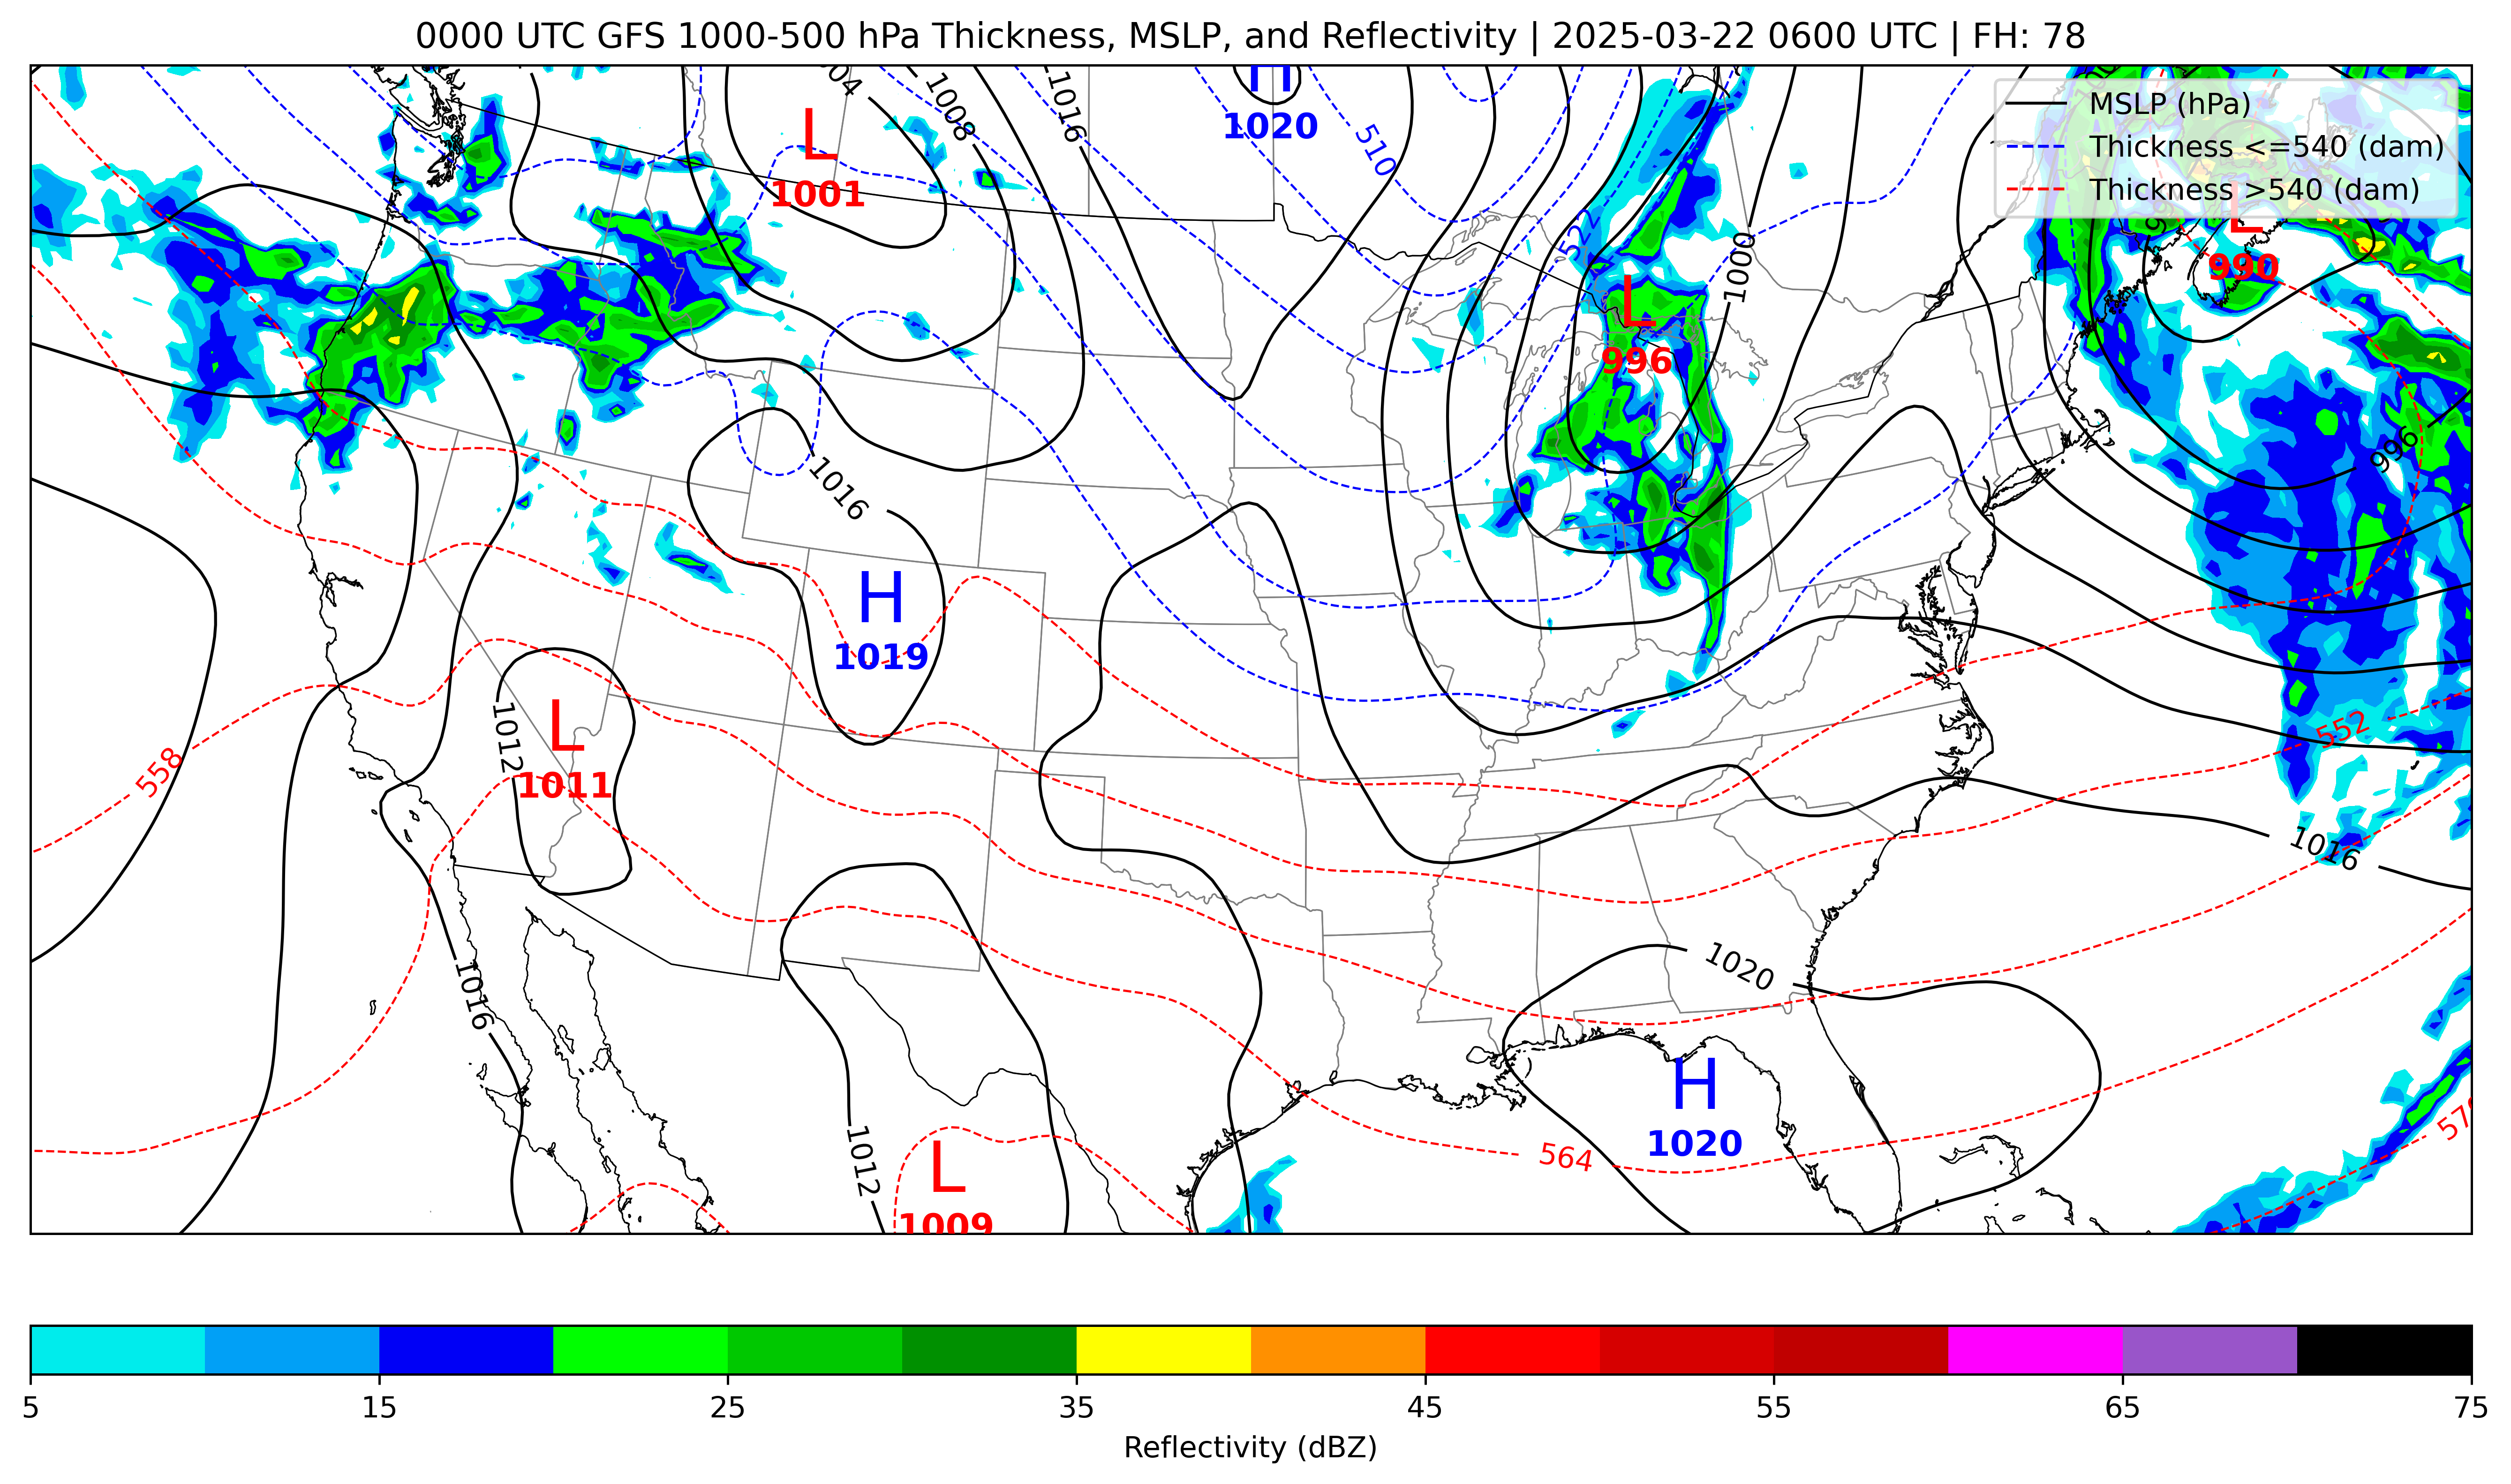 0000 UTC GFS 1000-500 hPa Thickness, MSLP, and Reflectivity | 2025-03-22 0600 UTC | FH: 78
MSLP (hPa)
Thickness <=540 (dam)
Thickness >540 (dam)
1008
1016
H
1020
510
L
1001
522
1000
L
996
L
990
996
1016
H
1019
L
1011
1012
558
552
1016
1020
1016
H
1020
564
1012
L
1009
5 15 25 35 45 55 65 75
Reflectivity (dBZ)